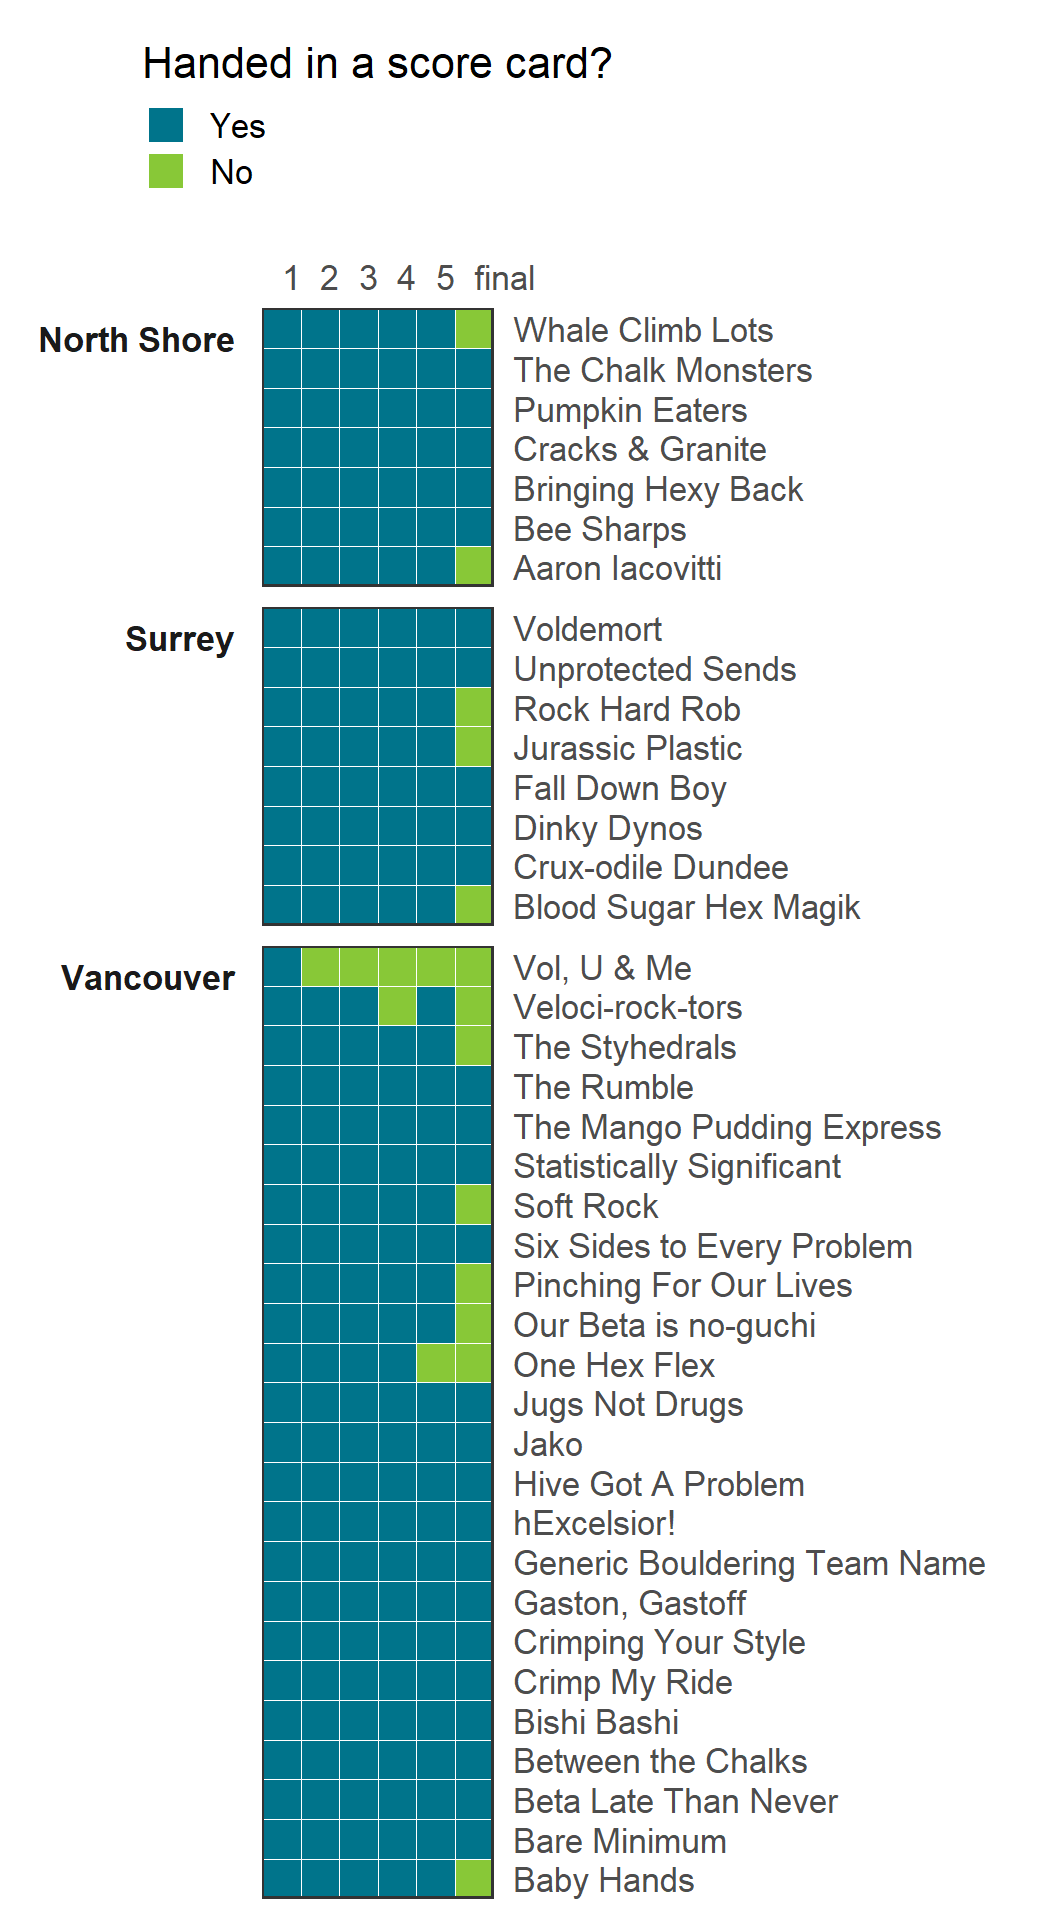 Handed in a score card?
Yes
No
1 2 3 4 5 final
North Shore
Whale Climb Lots
The Chalk Monsters
Pumpkin Eaters
Cracks & Granite
Bringing Hexy Back
Bee Sharps
Aaron Iacovitti
Surrey
Voldemort
Unprotected Sends
Rock Hard Rob
Jurassic Plastic
Fall Down Boy
Dinky Dynos
Crux-odile Dundee
Blood Sugar Hex Magik
Vancouver
Vol, U & Me
Veloci-rock-tors
The Styhedrals
The Rumble
The Mango Pudding Express
Statistically Significant
Soft Rock
Six Sides to Every Problem
Pinching For Our Lives
Our Beta is no-guchi
One Hex Flex
Jugs Not Drugs
Jako
Hive Got A Problem
hExcelsior!
Generic Bouldering Team Name
Gaston, Gastoff
Crimping Your Style
Crimp My Ride
Bishi Bashi
Between the Chalks
Beta Late Than Never
Bare Minimum
Baby Hands